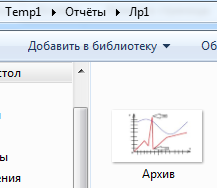 Temp1 ▸ Отчёты ▸ Лр1 ▸
Добавить в библиотеку ▾ Об
стол
ы
ения
Архив